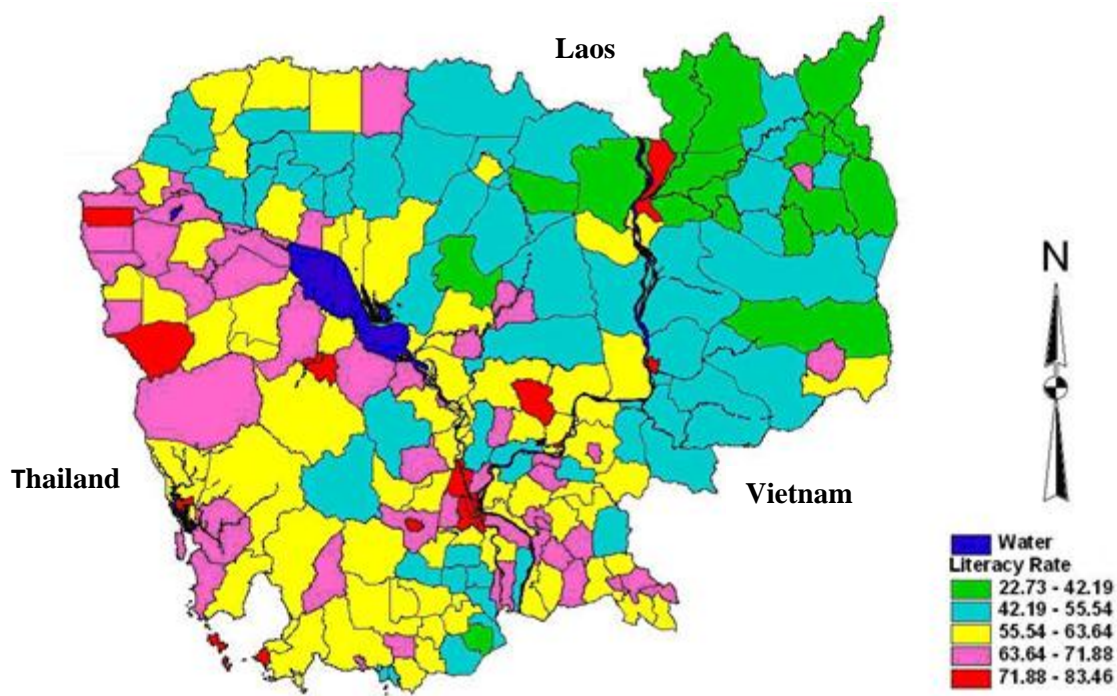 Laos
N
Thailand
Vietnam
Water
Literacy Rate
22.73 - 42.19
42.19 - 55.54
55.54 - 63.64
63.64 - 71.88
71.88 - 83.46